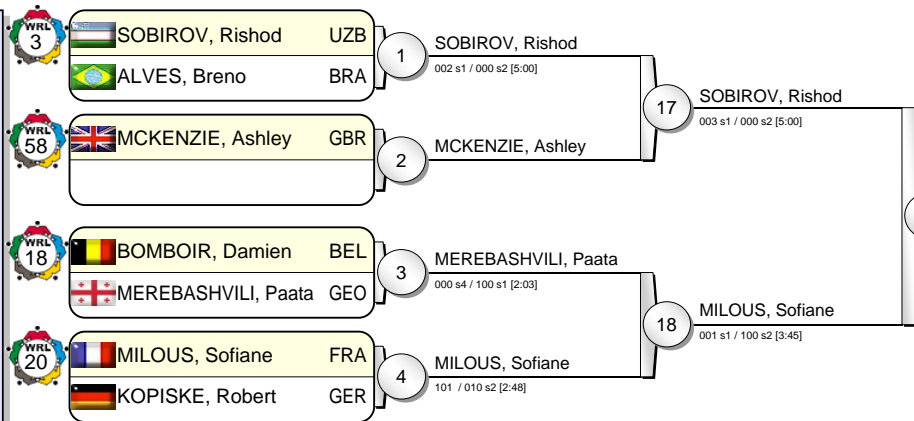 WRL
3
SOBIROV, Rishod UZB
ALVES, Breno BRA
1
SOBIROV, Rishod
002 s1 / 000 s2 [5:00]
WRL
58
MCKENZIE, Ashley GBR
2
MCKENZIE, Ashley
17
SOBIROV, Rishod
003 s1 / 000 s2 [5:00]
WRL
18
BOMBOIR, Damien BEL
MEREBASHVILI, Paata GEO
3
MEREBASHVILI, Paata
000 s4 / 100 s1 [2:03]
WRL
20
MILOUS, Sofiane FRA
KOPISKE, Robert GER
4
MILOUS, Sofiane
101 / 010 s2 [2:48]
18
MILOUS, Sofiane
001 s1 / 100 s2 [3:45]